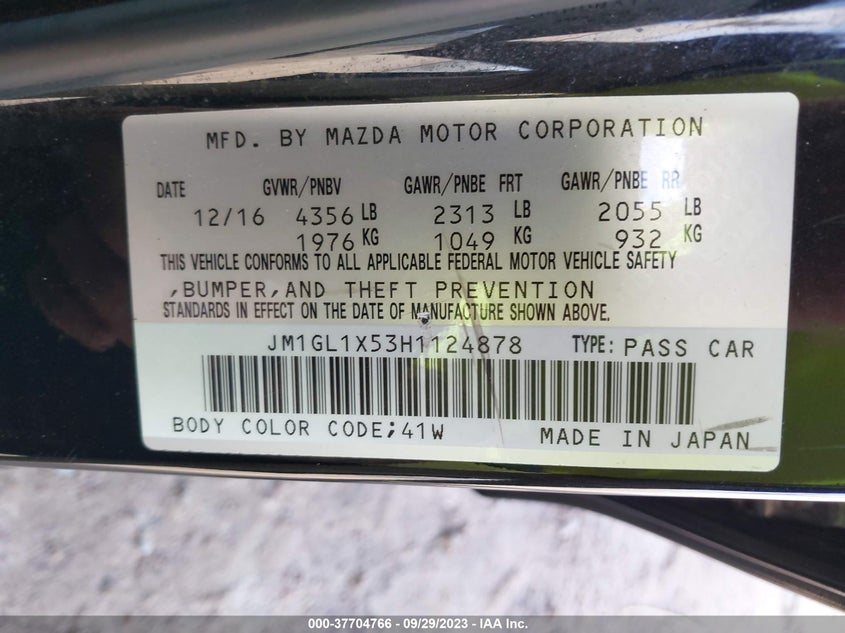 MFD. BY MAZDA MOTOR CORPORATION
DATE GVWR/PNBV GAWR/PNBE FRT GAWR/PNBE RR
12/16 4356 LB 2313 LB 2055 LB
1976 KG 1049 KG 932 KG
THIS VEHICLE CONFORMS TO ALL APPLICABLE FEDERAL MOTOR VEHICLE SAFETY
,BUMPER,AND THEFT PREVENTION
STANDARDS IN EFFECT ON THE DATE OF MANUFACTURE SHOWN ABOVE.
JM1GL1X53H1124878 TYPE: PASS CAR
BODY COLOR CODE;41W MADE IN JAPAN
000-37704766 - 09/29/2023 - IAA Inc.